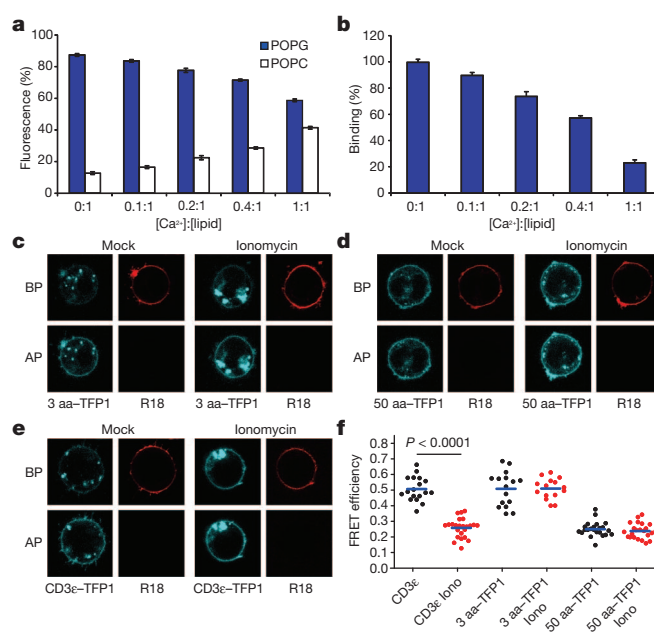 a
100
80
60
40
20
0
Fluorescence (%)
POPG
POPC
0:1 0.1:1 0.2:1 0.4:1 1:1
[Ca²⁺]:[lipid]
b
120
100
80
60
40
20
0
Binding (%)
0:1 0.1:1 0.2:1 0.4:1 1:1
[Ca²⁺]:[lipid]
c
Mock Ionomycin
BP
AP
3 aa–TFP1 R18 3 aa–TFP1 R18
d
Mock Ionomycin
BP
AP
50 aa–TFP1 R18 50 aa–TFP1 R18
e
Mock Ionomycin
BP
AP
CD3ε–TFP1 R18 CD3ε–TFP1 R18
f
P < 0.0001
0.8
0.7
0.6
0.5
0.4
0.3
0.2
0.1
0
FRET efficiency
CD3ε
CD3ε Iono
3 aa–TFP1
3 aa–TFP1
Iono
50 aa–TFP1
50 aa–TFP1
Iono